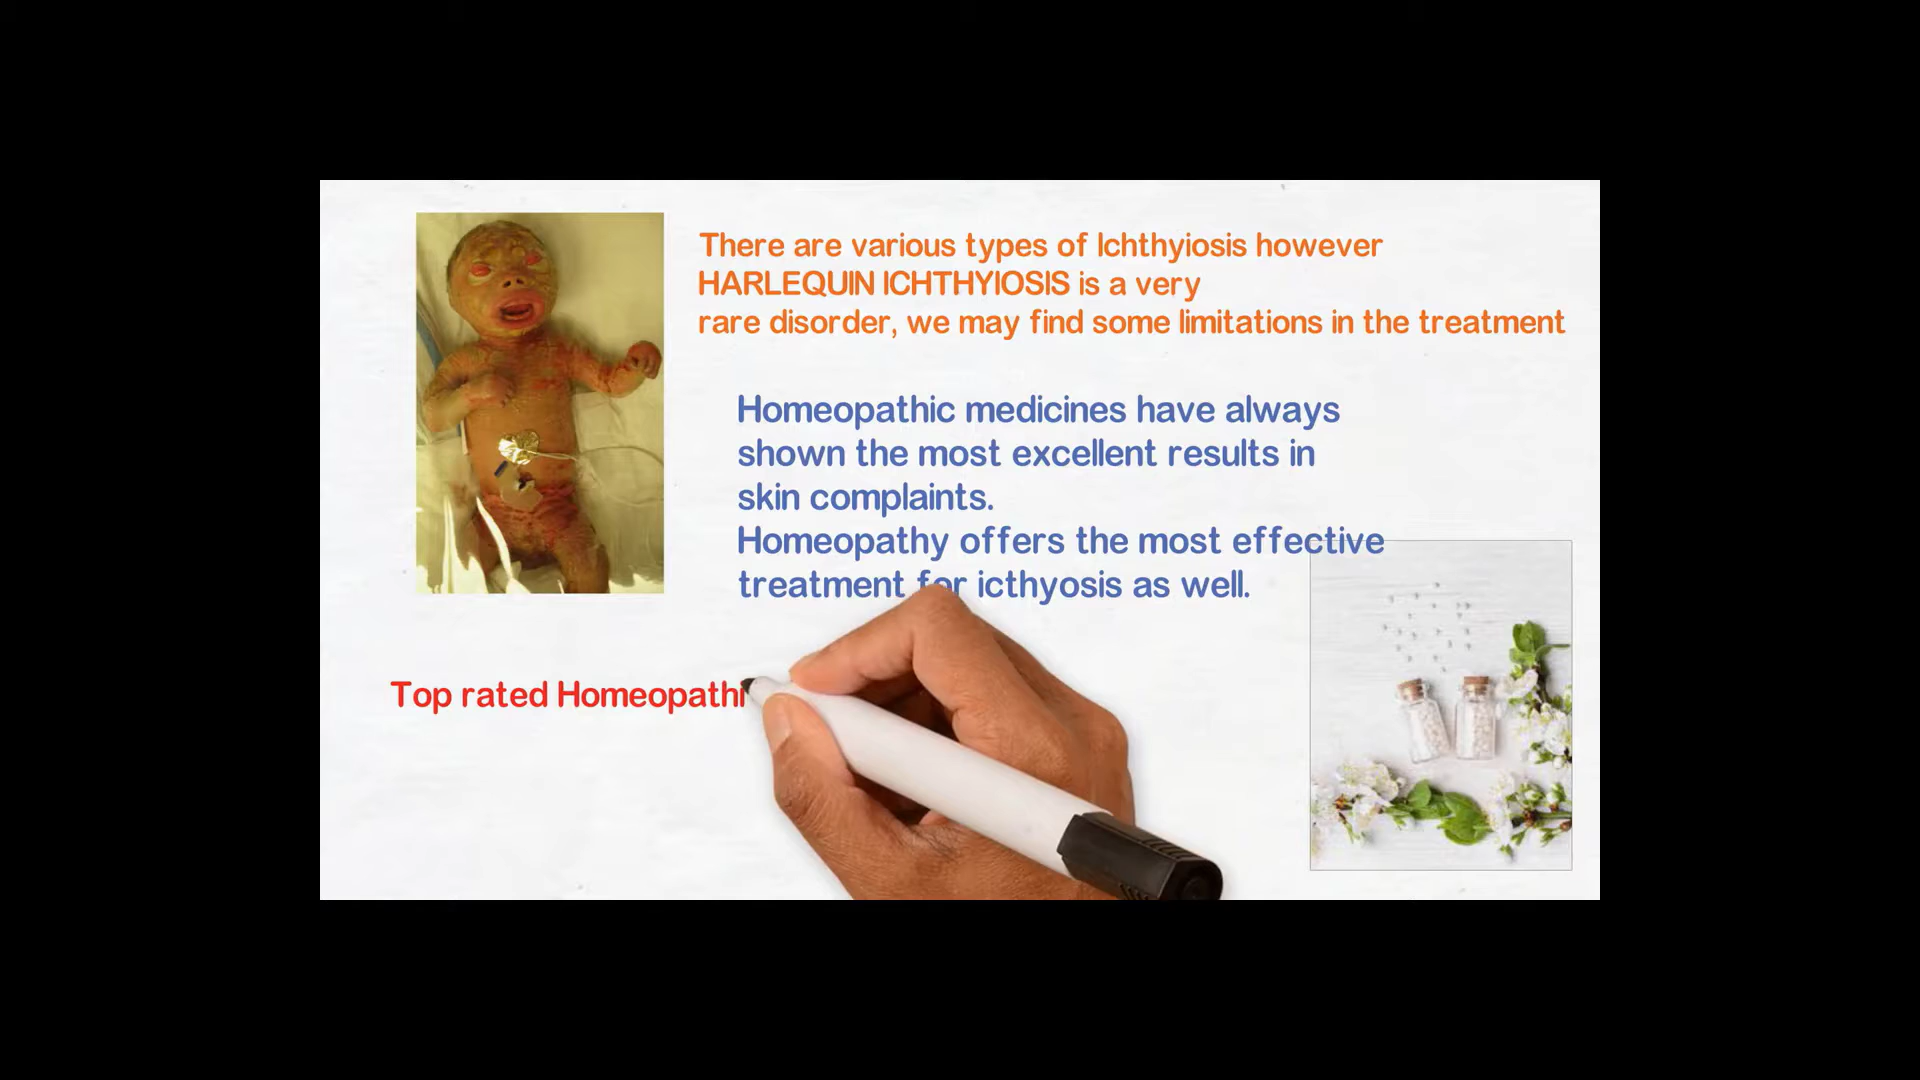 There are various types of Ichthyiosis however
HARLEQUIN ICHTHYIOSIS is a very
rare disorder, we may find some limitations in the treatment
Homeopathic medicines have always
shown the most excellent results in
skin complaints.
Homeopathy offers the most effective
treatment for icthyosis as well.
Top rated Homeopathi